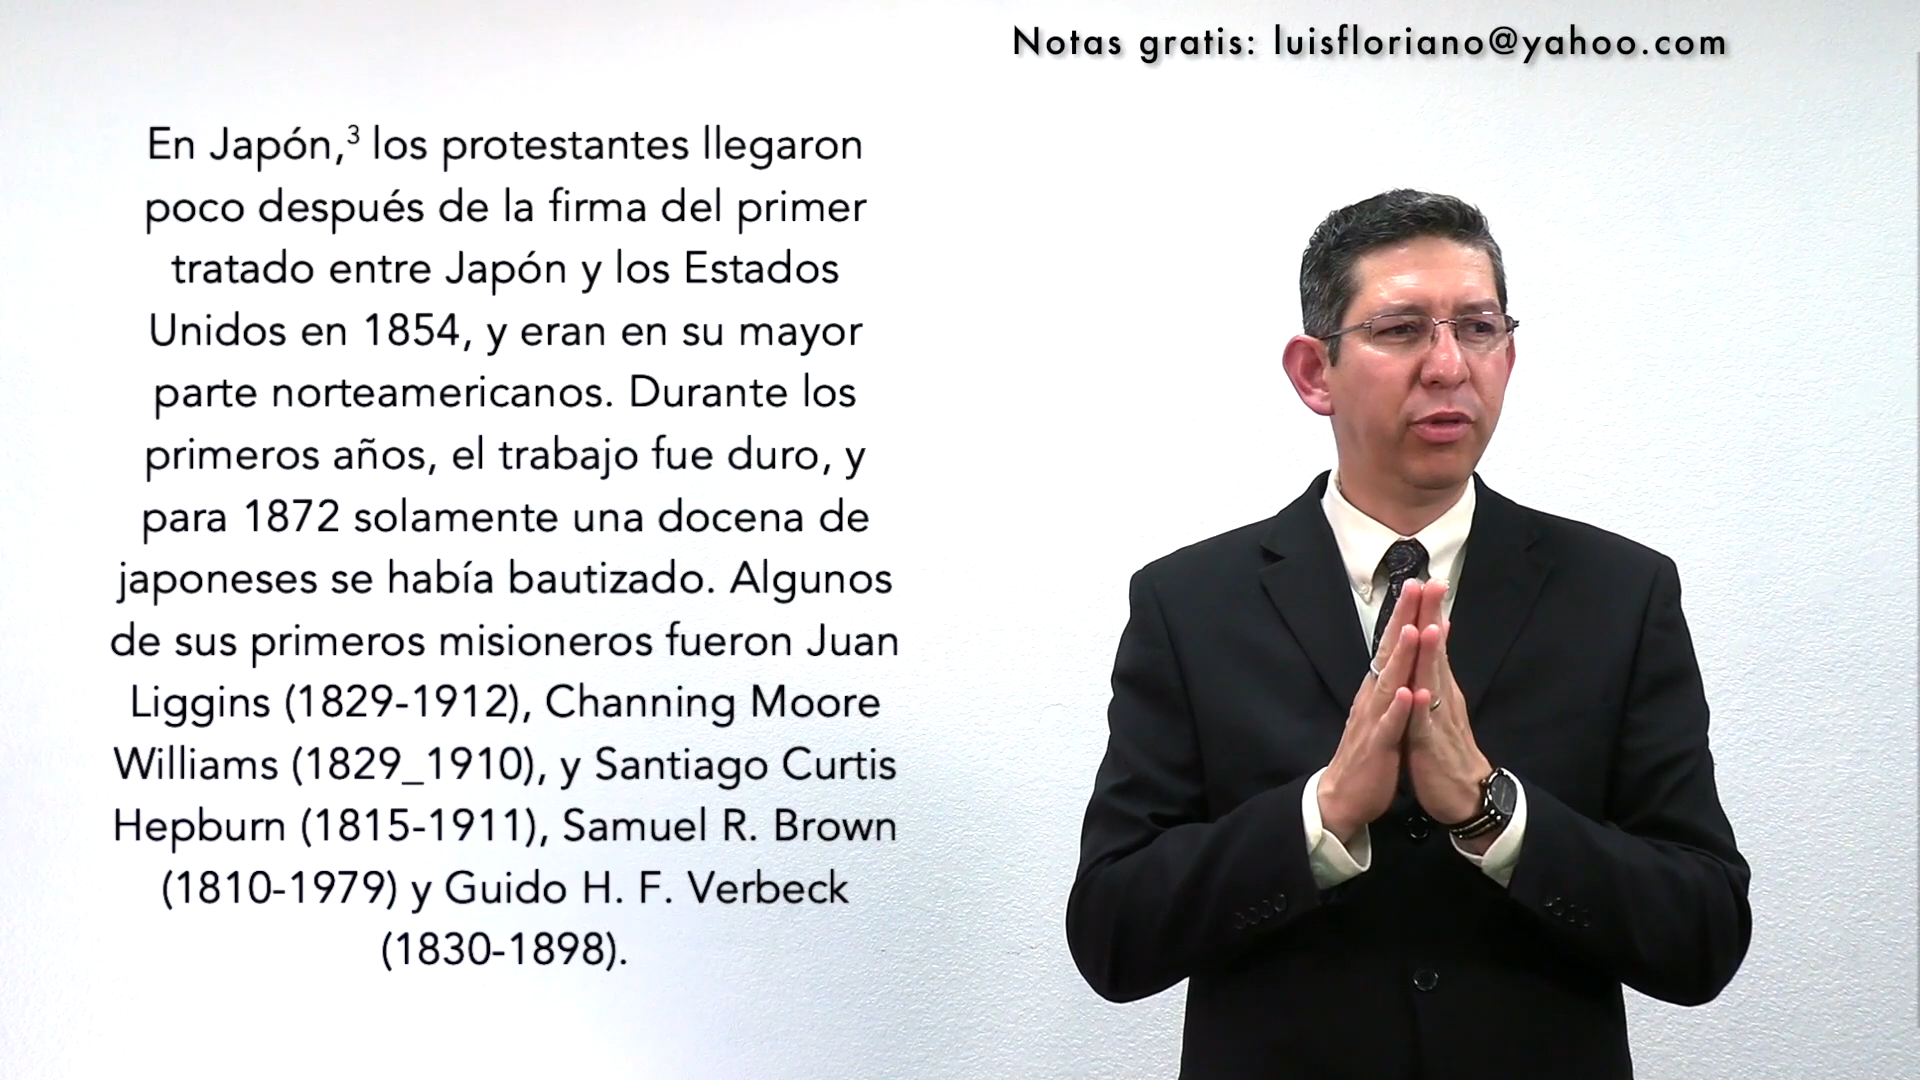 Notas gratis: luisfloriano@yahoo.com
En Japón,³ los protestantes llegaron
poco después de la firma del primer
tratado entre Japón y los Estados
Unidos en 1854, y eran en su mayor
parte norteamericanos. Durante los
primeros años, el trabajo fue duro, y
para 1872 solamente una docena de
japoneses se había bautizado. Algunos
de sus primeros misioneros fueron Juan
Liggins (1829-1912), Channing Moore
Williams (1829_1910), y Santiago Curtis
Hepburn (1815-1911), Samuel R. Brown
(1810-1979) y Guido H. F. Verbeck
(1830-1898).